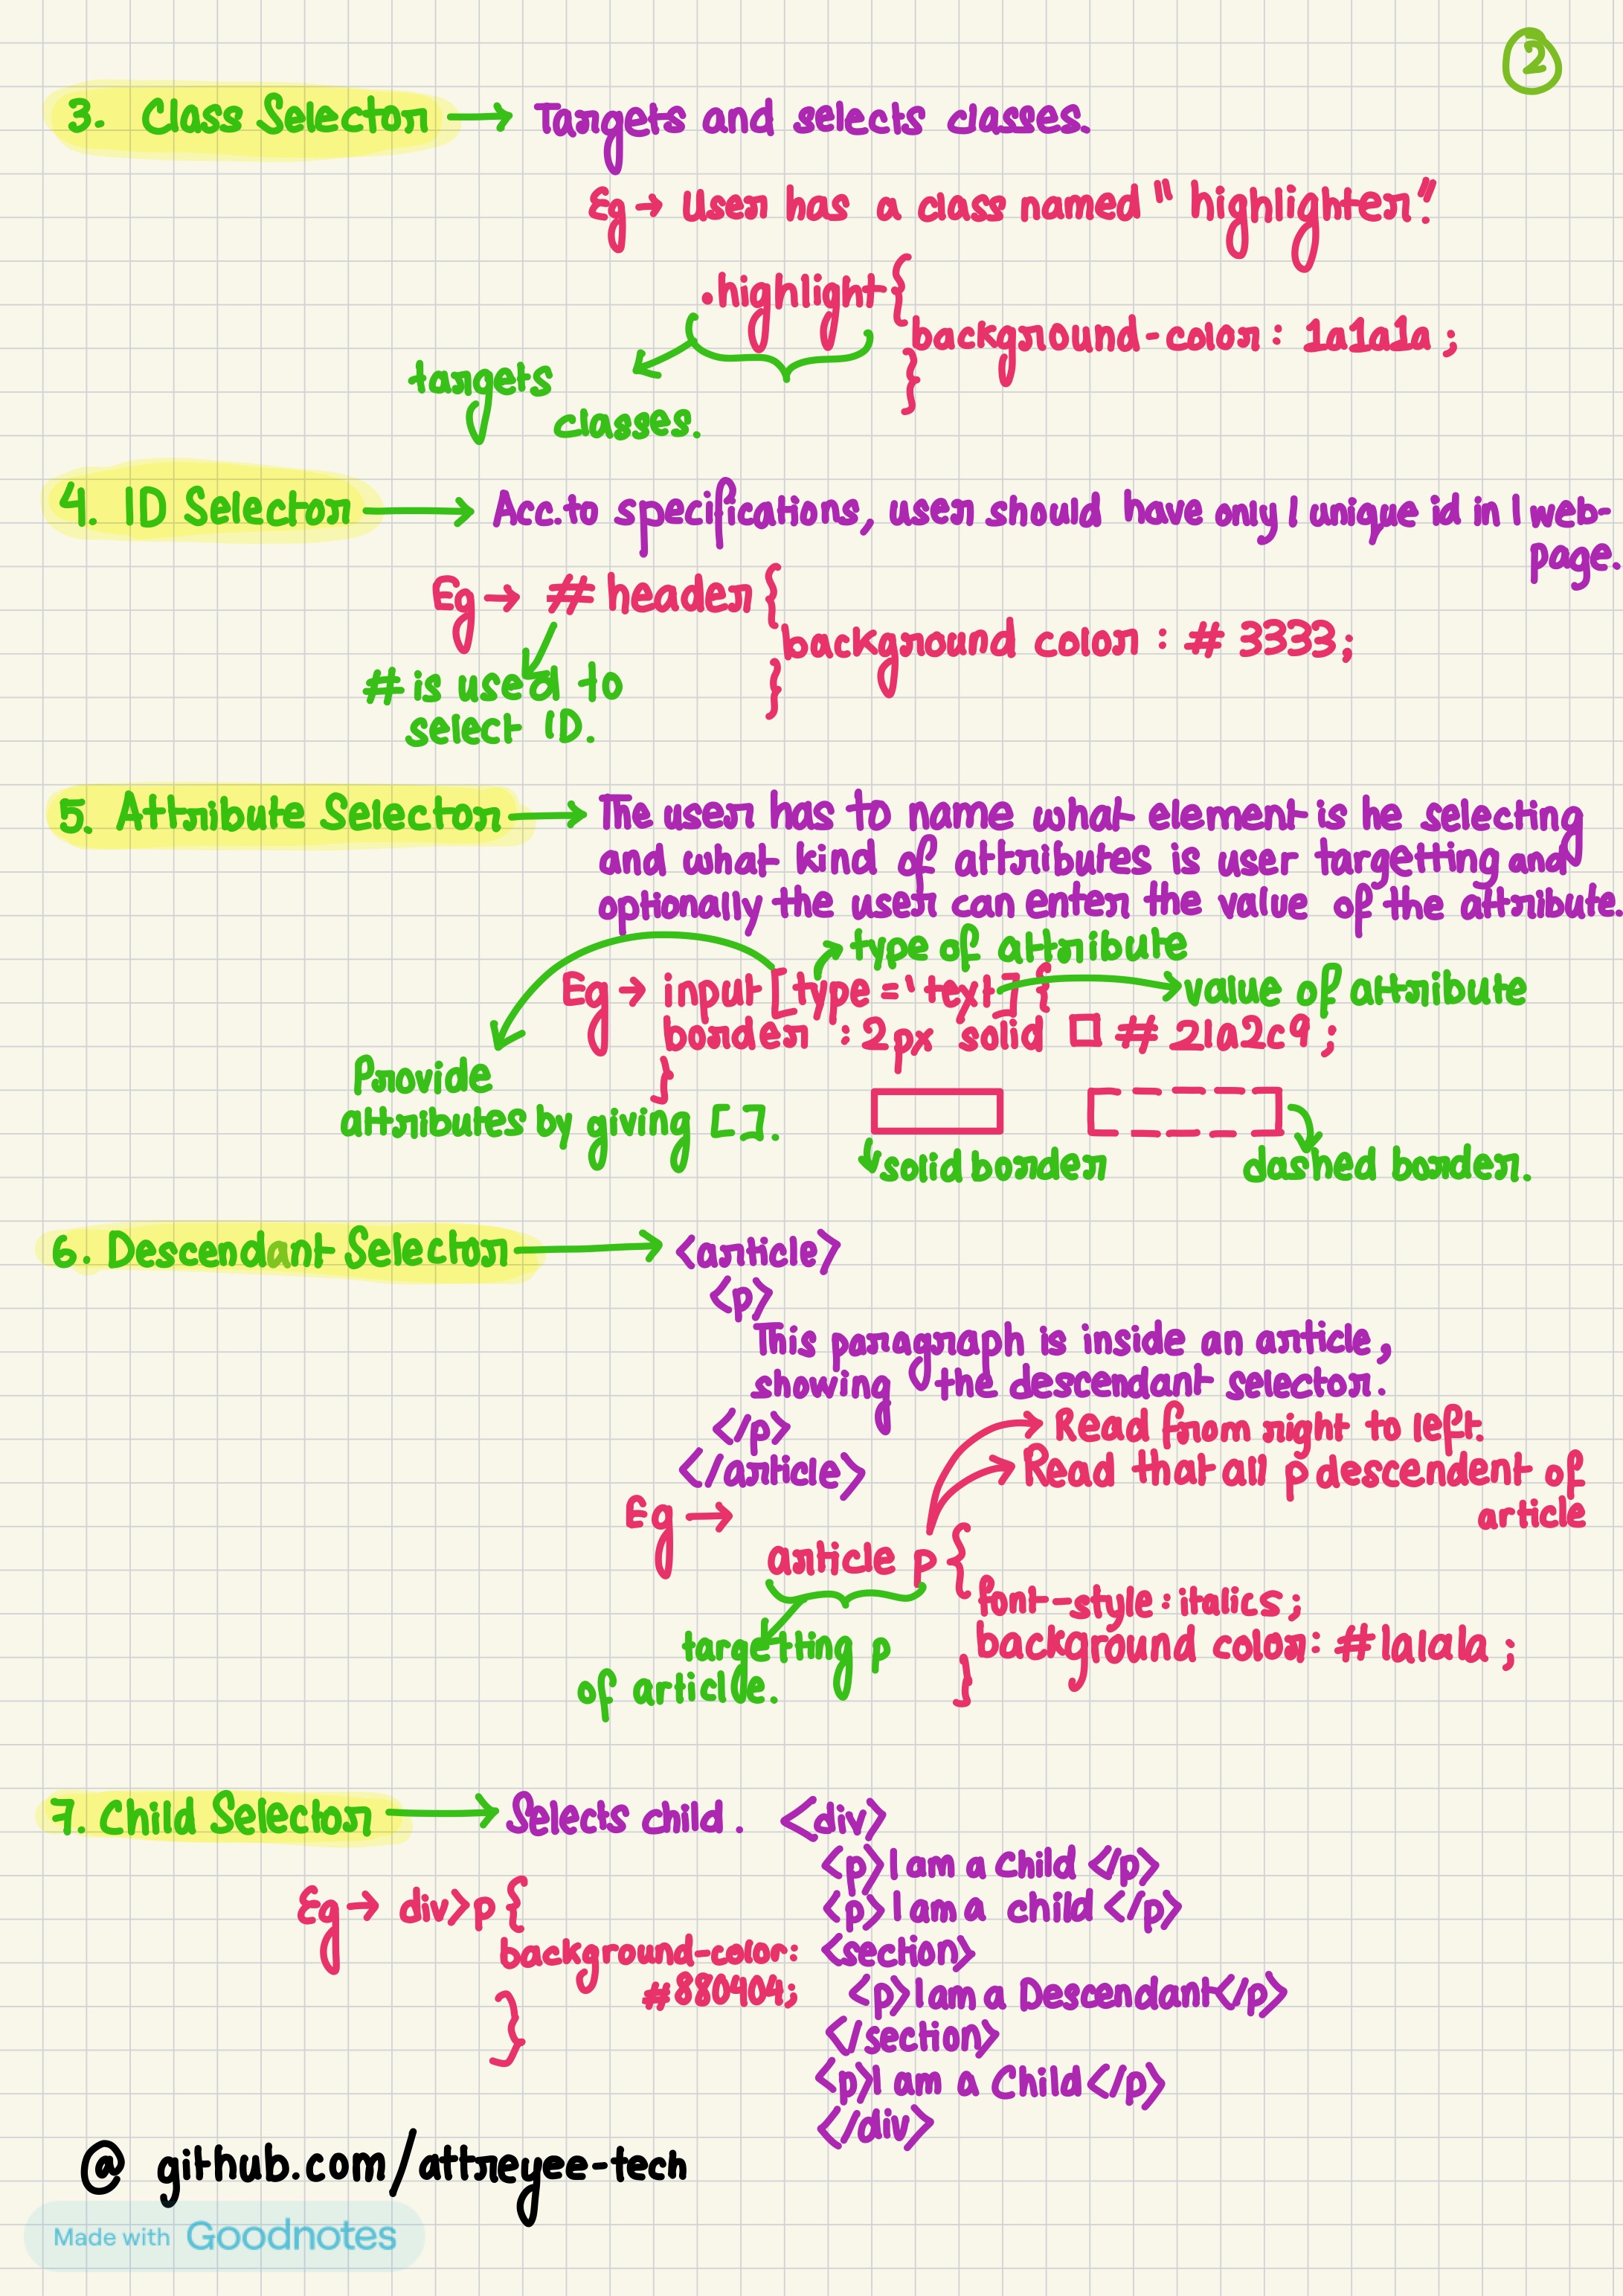 2
3. Class Selector → Targets and selects classes.
Eg → User has a class named "highlighter".
.highlight {
background-color: 1a1a1a;
}
targets
classes.
4. ID Selector → Acc.to specifications, user should have only 1 unique id in 1 web-
page.
Eg → # header {
background color: # 3333;
}
# is used to
select ID.
5. Attribute Selector → The user has to name what element is he selecting
and what kind of attributes is user targetting and
optionally the user can enter the value of the attribute.
type of attribute
Eg → input [type = 'text'] { → value of attribute
border : 2px solid □ # 21a2c9;
}
Provide
attributes by giving [ ].
solid border
dashed border.
6. Descendant Selector → <article>
<p>
This paragraph is inside an article,
showing the descendant selector.
</p>
Read from right to left.
</article>
Read that all p descendent of
article
Eg →
article p {
font-style: italics;
background color: #1a1a1a;
}
targetting p
of article.
7. Child Selector → Selects child. <div>
<p> I am a Child </p>
Eg → div>p {
<p> I am a child </p>
background-color:
#880404;
}
<section>
<p> I am a Descendant </p>
</section>
<p> I am a Child </p>
</div>
@ github.com/attreyee-tech
Made with Goodnotes